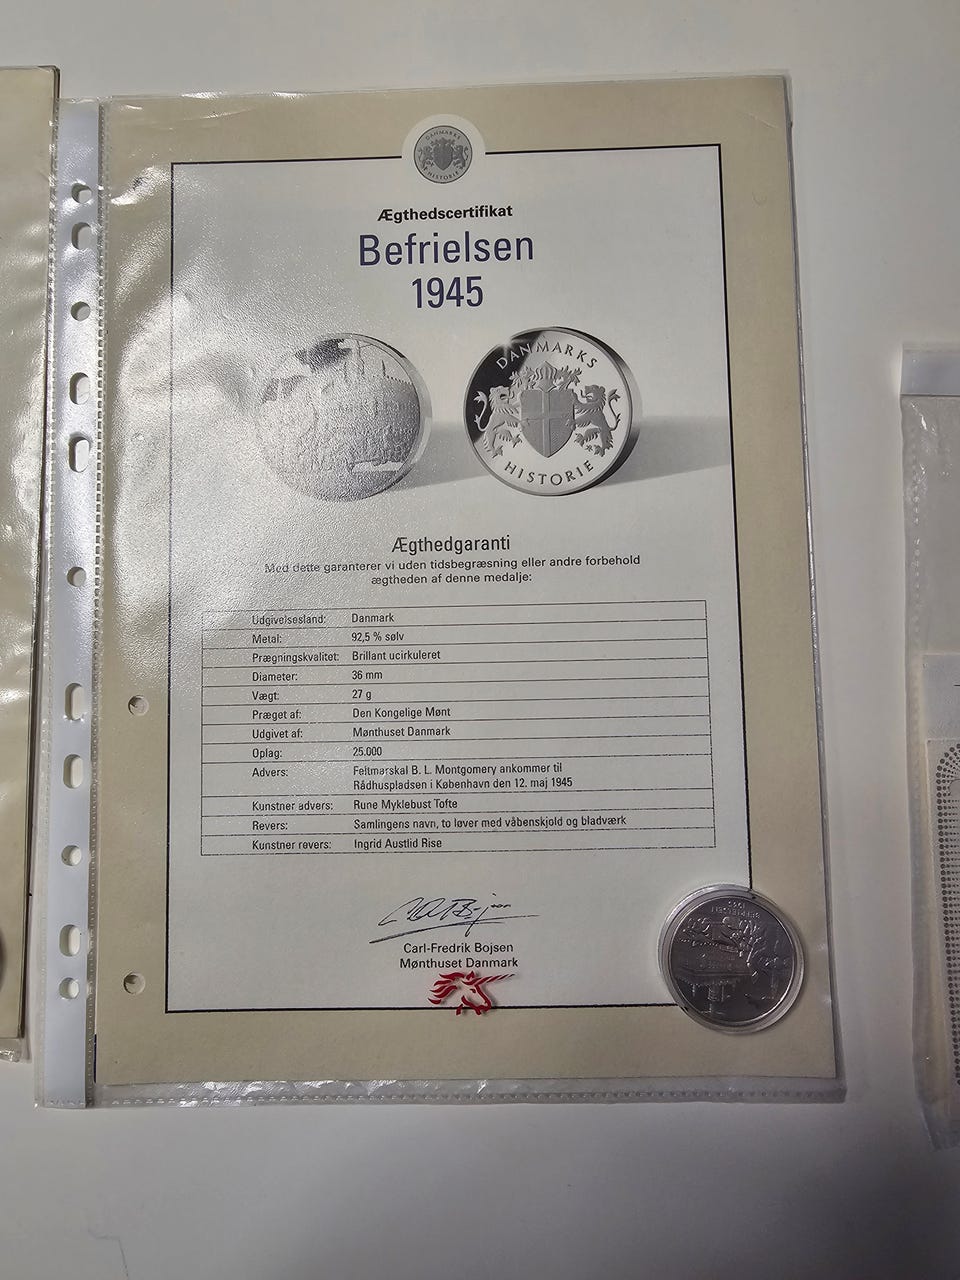 DANMARKS
HISTORIE
Ægthedscertifikat
Befrielsen
1945
DANMARKS
HISTORIE
Ægthedgaranti
Med dette garanterer vi uden tidsbegræsning eller andre forbehold
ægtheden af denne medalje:
Udgivelsesland: Danmark
Metal: 92,5 % sølv
Prægningskvalitet: Brillant ucirkuleret
Diameter: 36 mm
Vægt: 27 g
Præget af: Den Kongelige Mønt
Udgivet af: Mønthuset Danmark
Oplag: 25.000
Advers: Feltmarskal B. L. Montgomery ankommer til
Rådhuspladsen i København den 12. maj 1945
Kunstner advers: Rune Myklebust Tofte
Revers: Samlingens navn, to løver med våbenskjold og bladværk
Kunstner revers: Ingrid Austlid Rise
Carl-Fredrik Bojsen
Mønthuset Danmark
BEFRIELSEN
1945